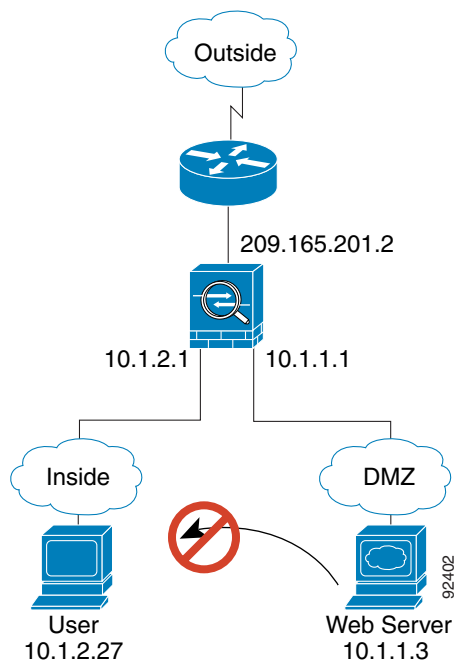 Outside
209.165.201.2
10.1.2.1
10.1.1.1
Inside
DMZ
User
10.1.2.27
Web Server
10.1.1.3
92402